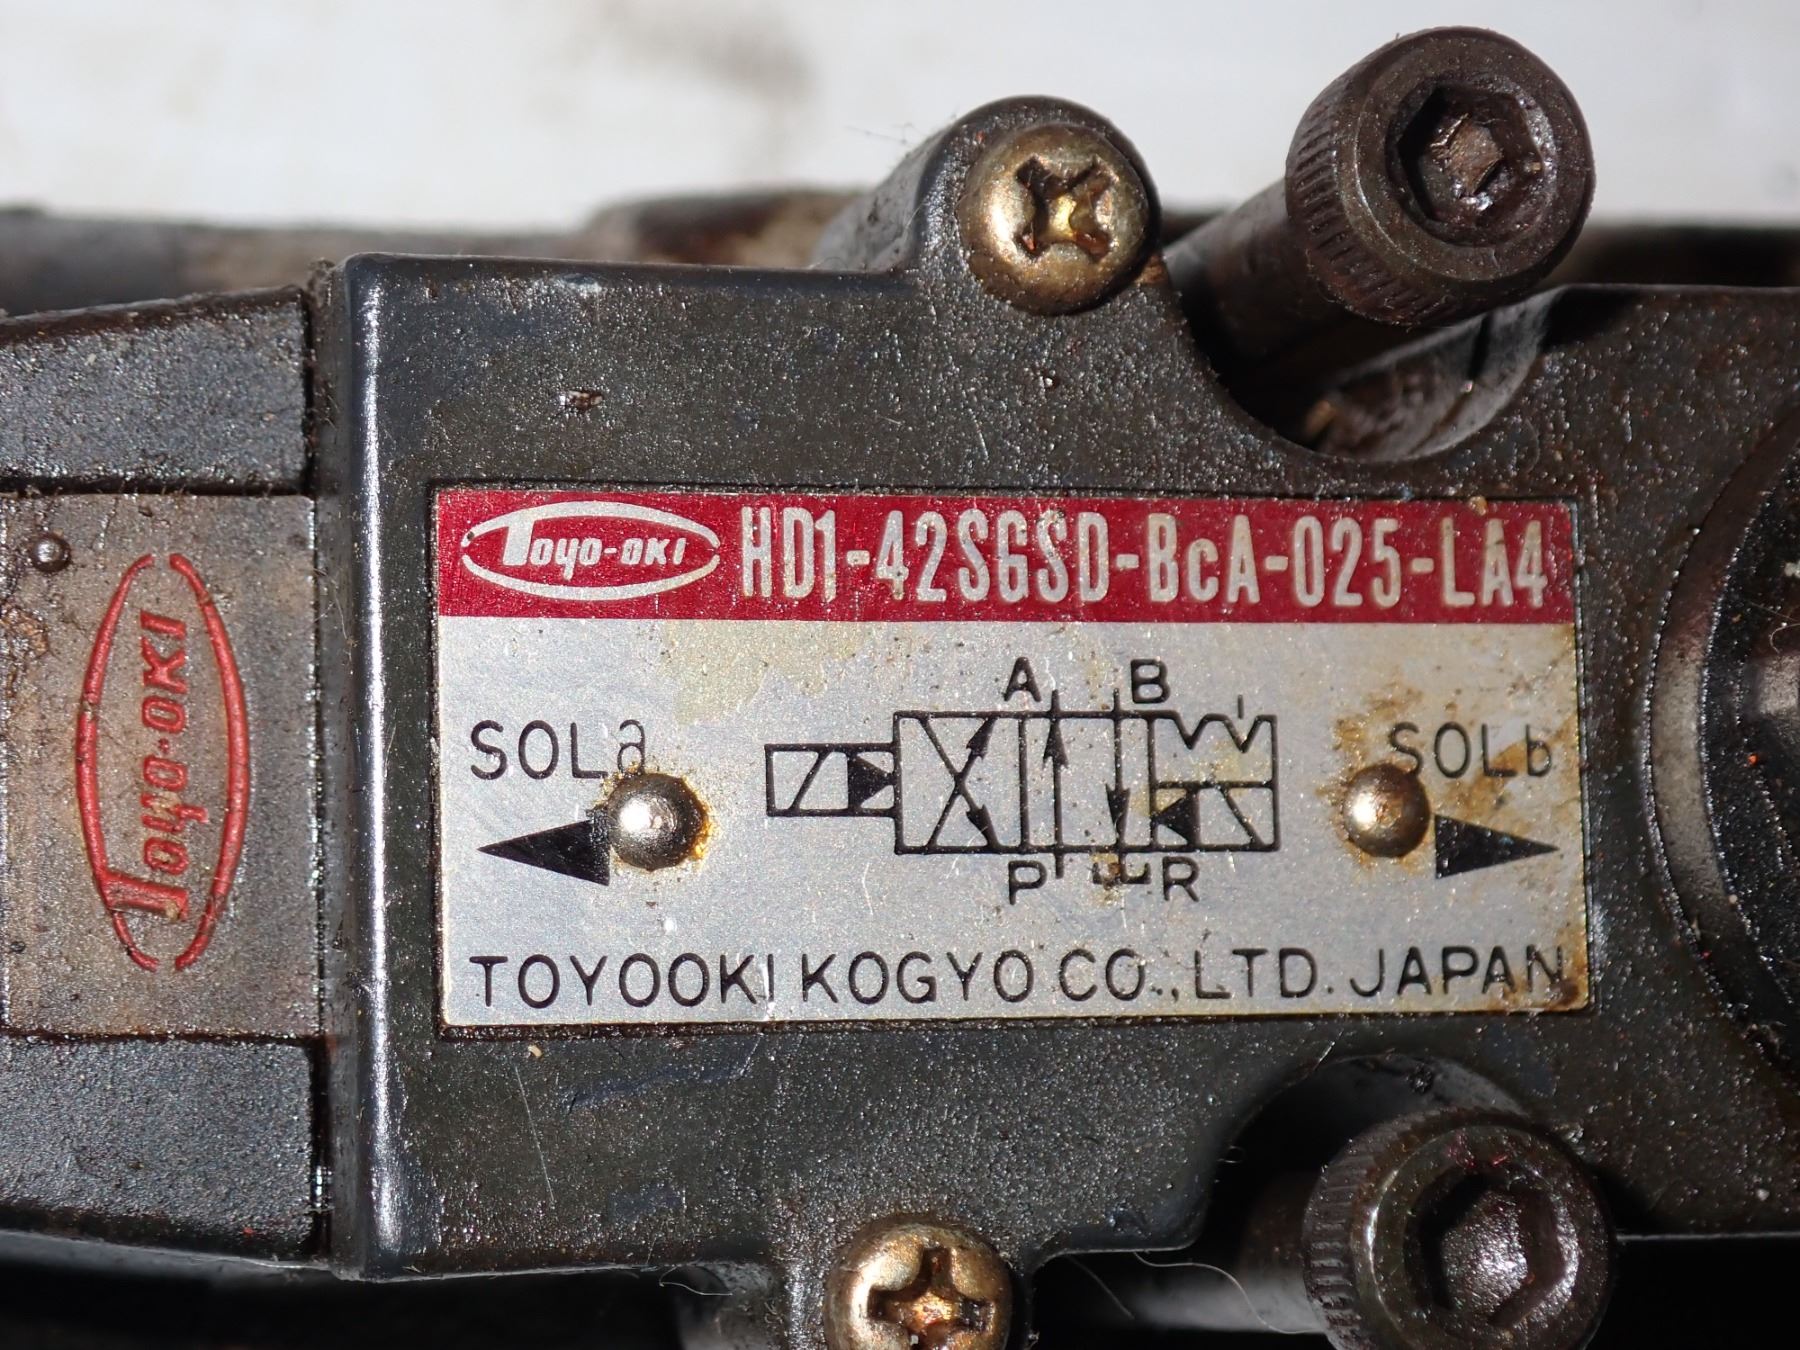 TOYO-OKI
TOYO-OKI HD1-42SGSD-BcA-025-LA4
A B
SOLa SOLb
P R
TOYOOKI KOGYO CO., LTD. JAPAN